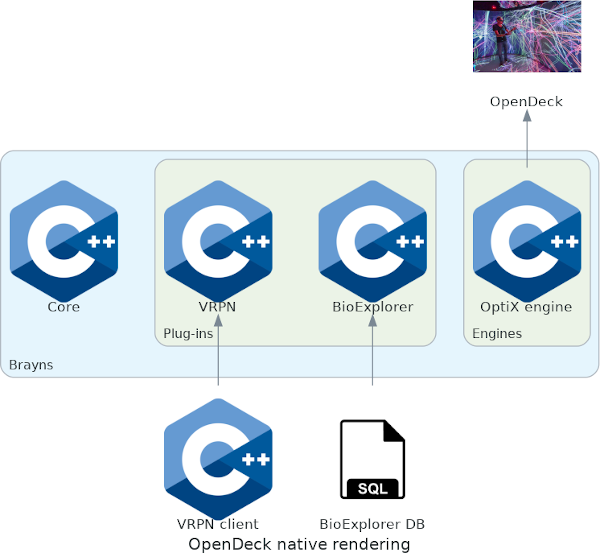 OpenDeck
C++
C++
C++
C++
Core
VRPN
BioExplorer
OptiX engine
Plug-ins
Engines
Brayns
C++
SQL
VRPN client
BioExplorer DB
OpenDeck native rendering